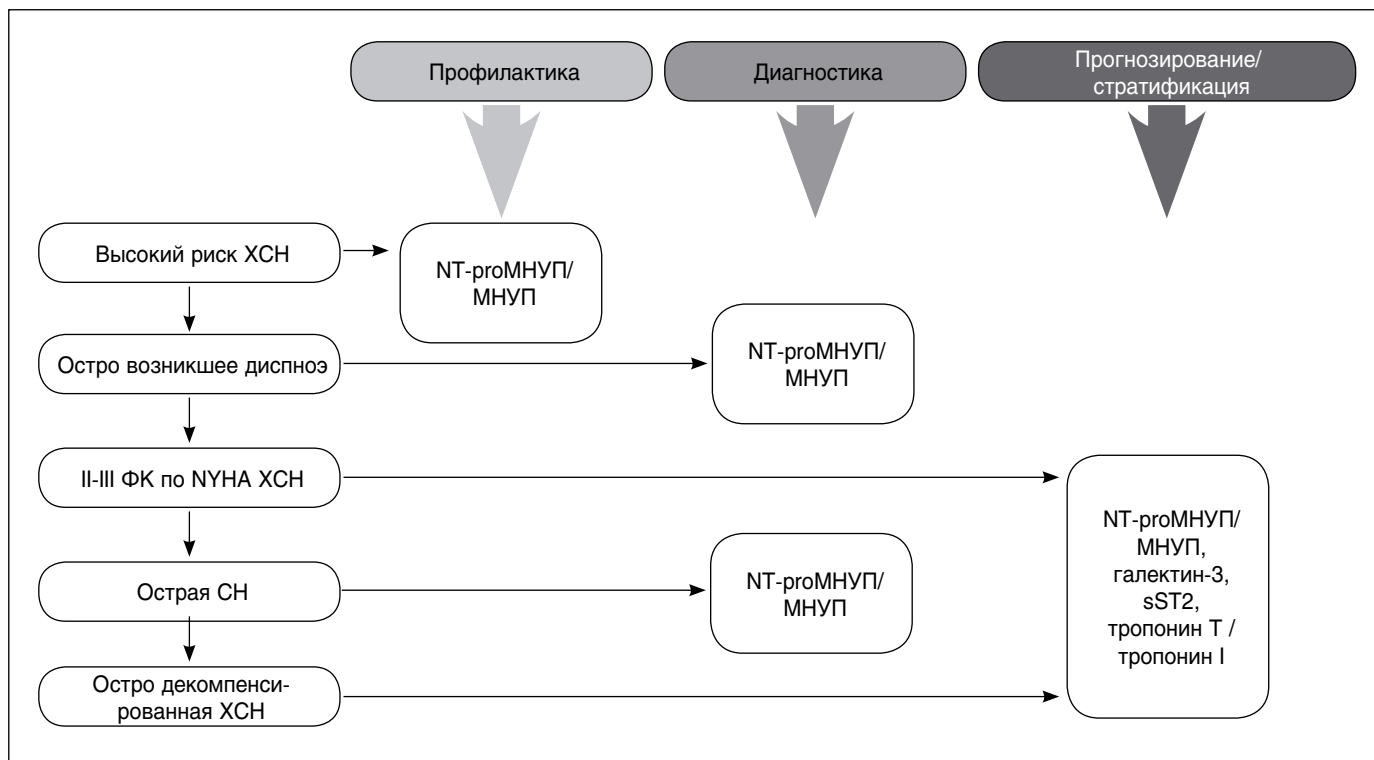 Профилактика
Диагностика
Прогнозирование/
стратификация
Высокий риск ХСН
NT-proМНУП/
МНУП
Остро возникшее диспноэ
NT-proМНУП/
МНУП
II-III ФК по NYHA ХСН
NT-proМНУП/
МНУП,
галектин-3,
sST2,
тропонин Т /
тропонин I
Острая СН
NT-proМНУП/
МНУП
Остро декомпенси-
рованная ХСН